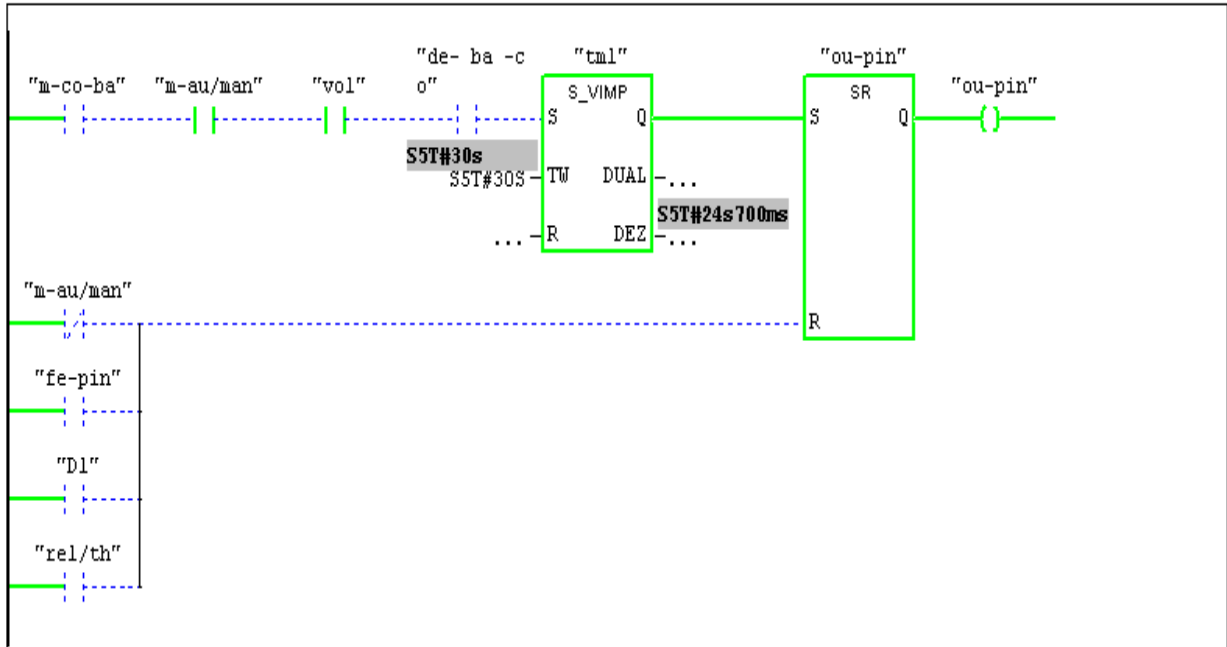 "de- ba -c "tm1" "ou-pin"
"m-co-ba" "m-au/man" "vol" o" S_VIMP SR "ou-pin"
S Q S Q
S5T#30s
S5T#30S TW DUAL ...
S5T#24s700ms
... R DEZ ...
"m-au/man"
R
"fe-pin"
"D1"
"rel/th"